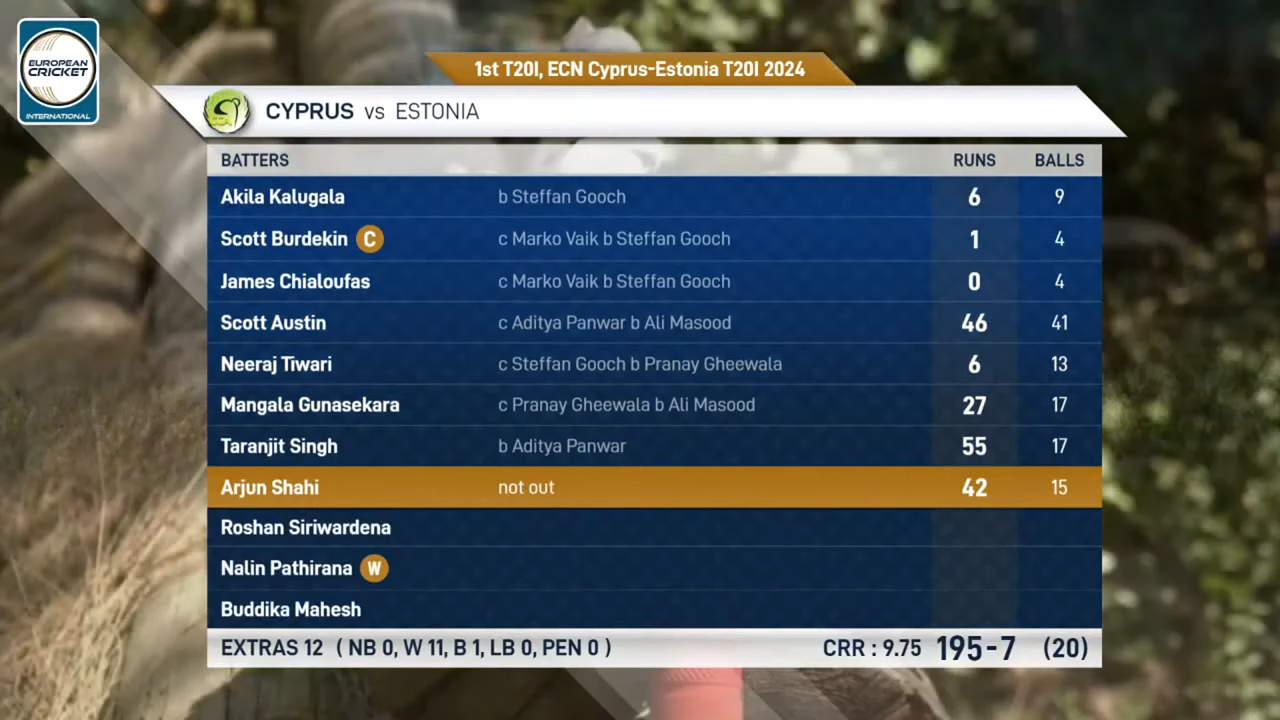 EUROPEAN
CRICKET
INTERNATIONAL
1st T20I, ECN Cyprus-Estonia T20I 2024
CYPRUS vs ESTONIA
BATTERS RUNS BALLS
Akila Kalugala b Steffan Gooch 6 9
Scott Burdekin C c Marko Vaik b Steffan Gooch 1 4
James Chialoufas c Marko Vaik b Steffan Gooch 0 4
Scott Austin c Aditya Panwar b Ali Masood 46 41
Neeraj Tiwari c Steffan Gooch b Pranay Gheewala 6 13
Mangala Gunasekara c Pranay Gheewala b Ali Masood 27 17
Taranjit Singh b Aditya Panwar 55 17
Arjun Shahi not out 42 15
Roshan Siriwardena
Nalin Pathirana W
Buddika Mahesh
EXTRAS 12 ( NB 0, W 11, B 1, LB 0, PEN 0 ) CRR : 9.75 195-7 (20)